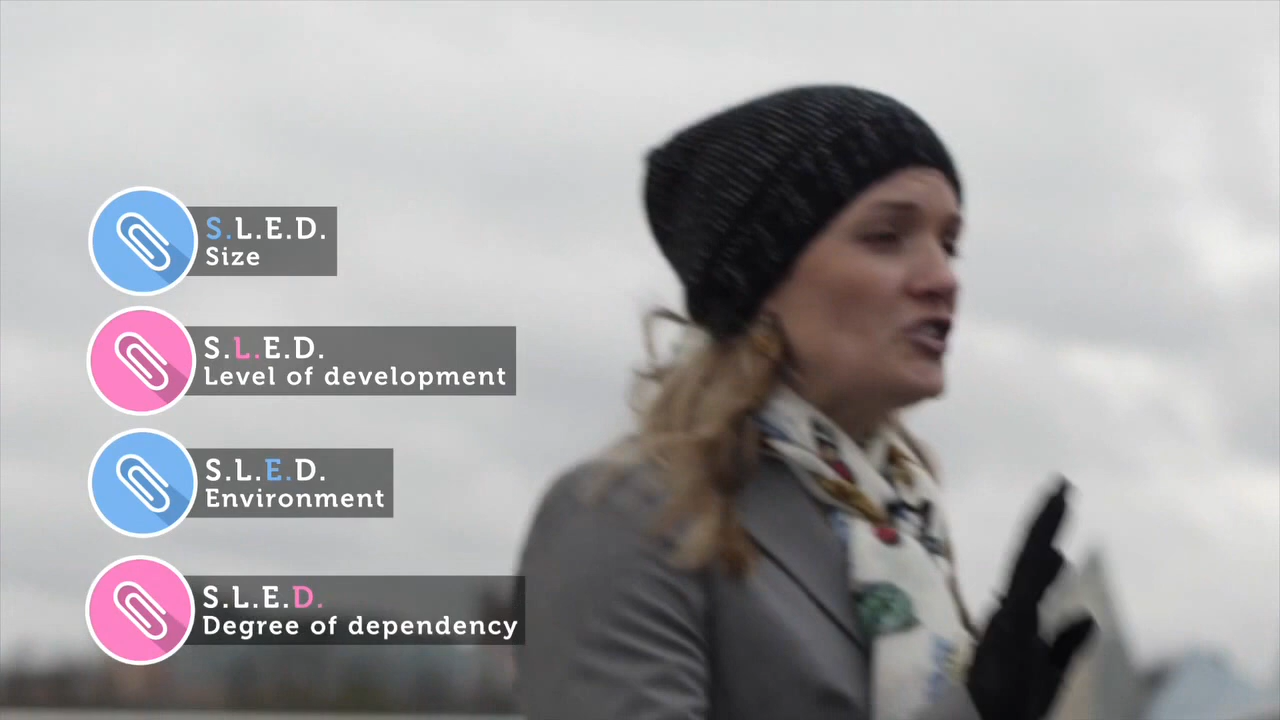 S.L.E.D.
Size
S.L.E.D.
Level of development
S.L.E.D.
Environment
S.L.E.D.
Degree of dependency